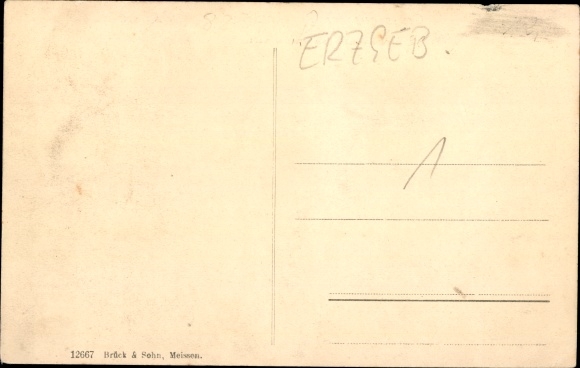 ERZGEB.
1
12667 Brück & Sohn, Meissen.